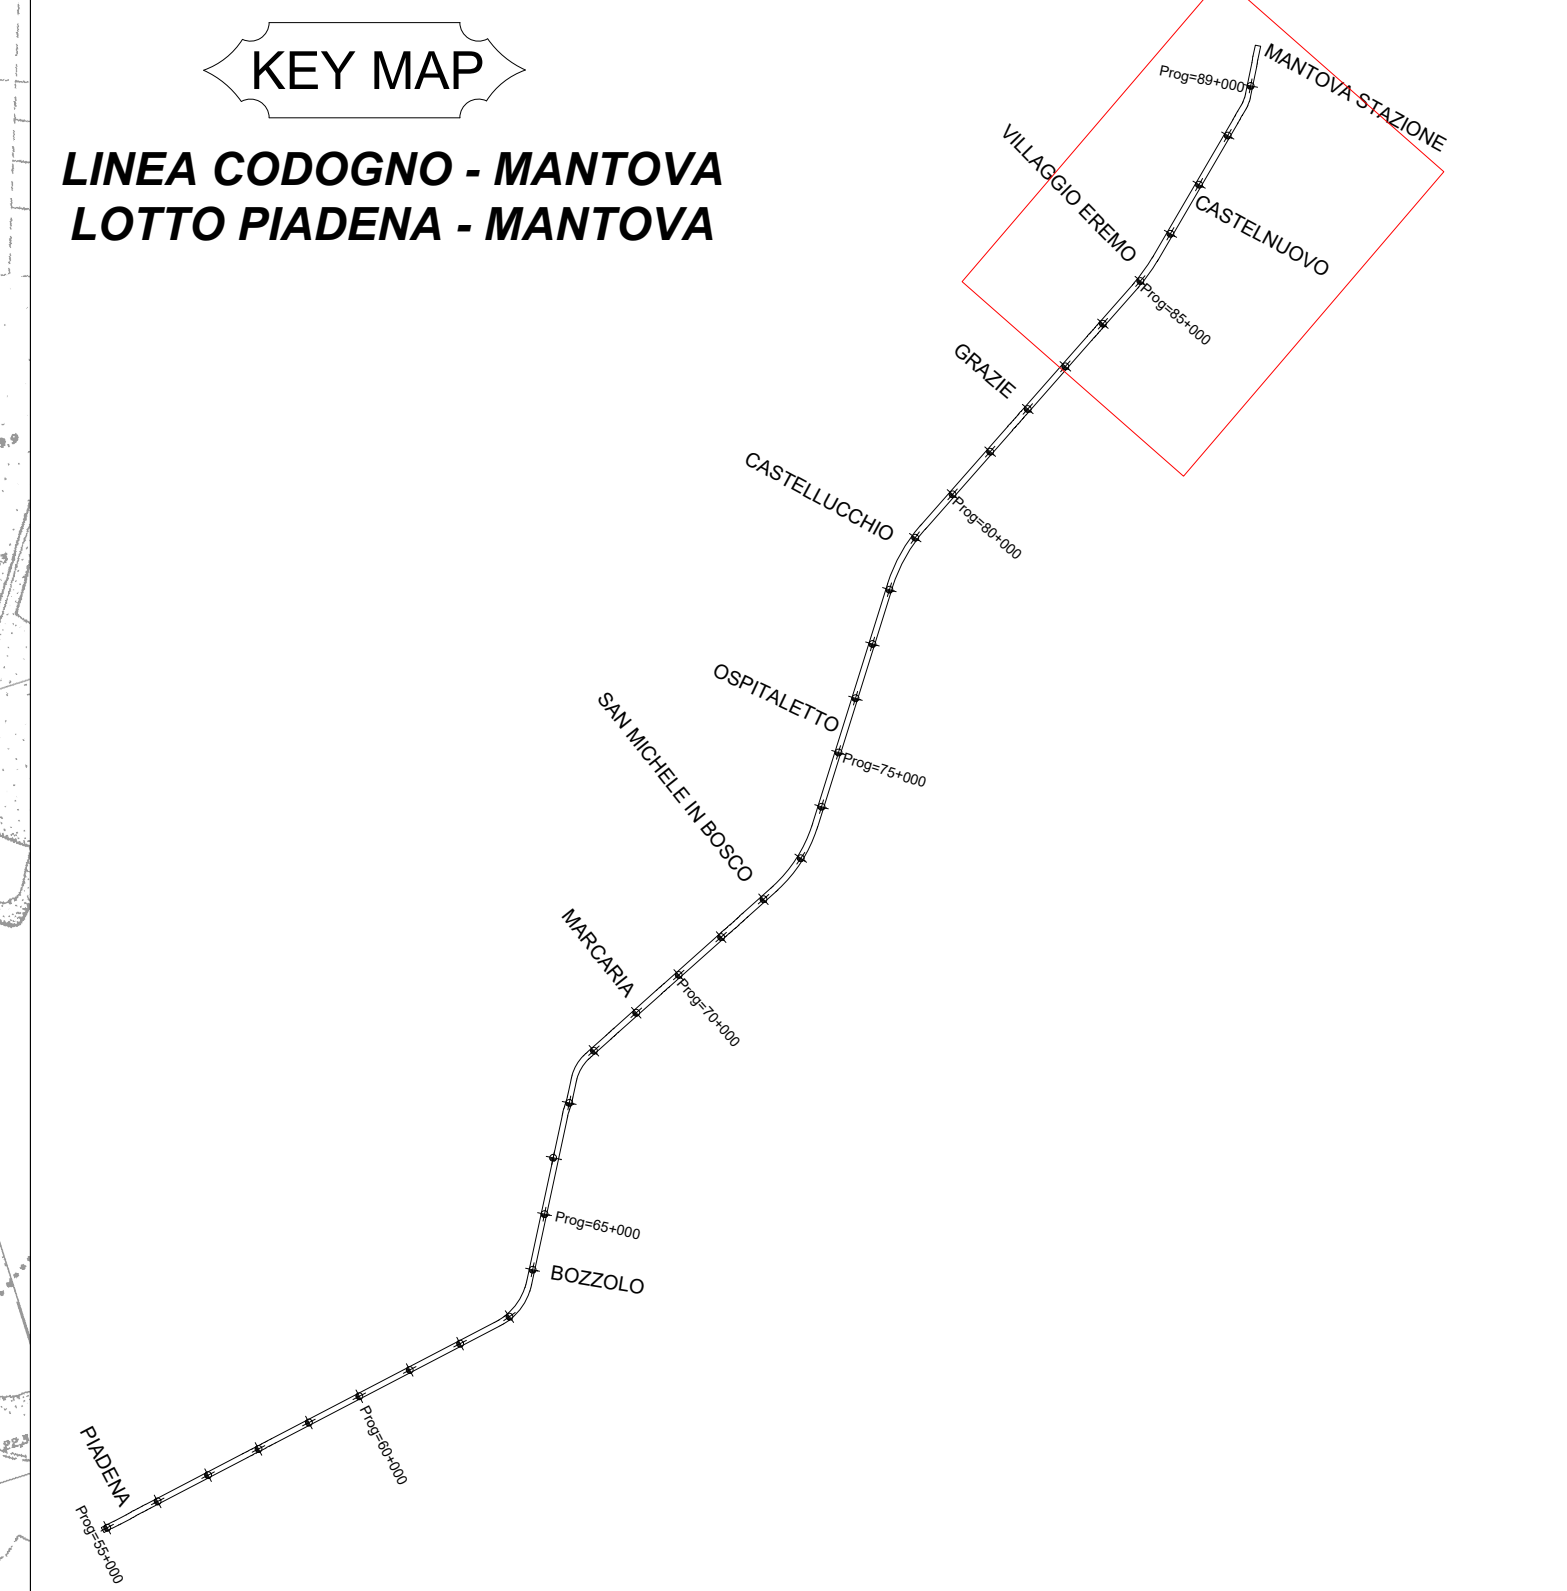 KEY MAP
LINEA CODOGNO - MANTOVA
LOTTO PIADENA - MANTOVA
MANTOVA STAZIONE
Prog=89+000
VILLAGGIO EREMO
CASTELNUOVO
Prog=85+000
GRAZIE
CASTELLUCCHIO
Prog=80+000
OSPITALETTO
Prog=75+000
SAN MICHELE IN BOSCO
MARCARIA
Prog=70+000
Prog=65+000
BOZZOLO
Prog=60+000
PIADENA
Prog=55+000